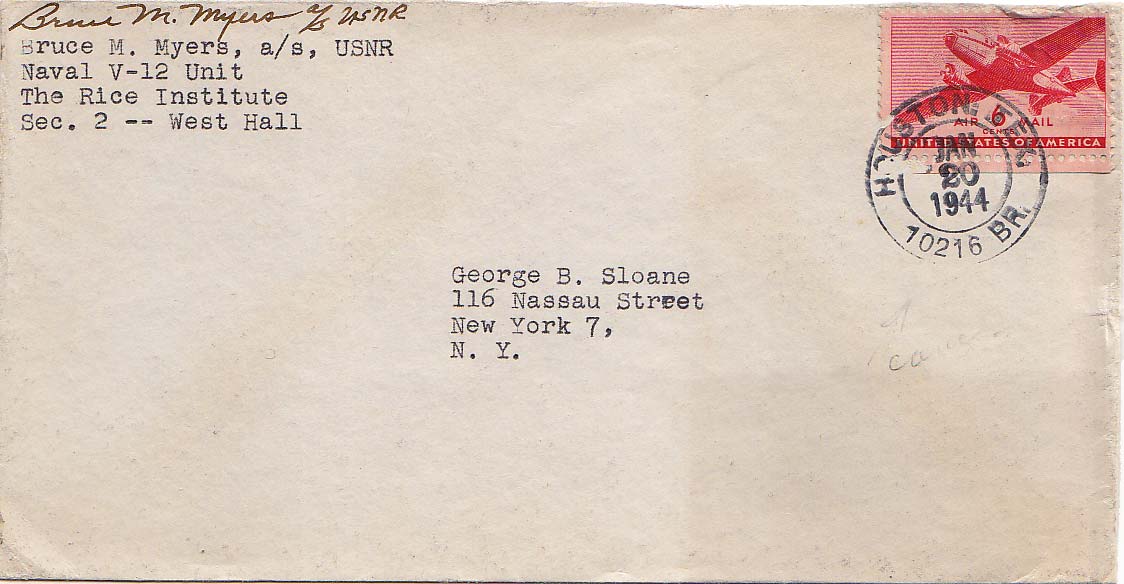 Bruce M. Myers a/s USNR
Bruce M. Myers, a/s, USNR
Naval V-12 Unit
The Rice Institute
Sec. 2 -- West Hall
AIR 6 MAIL
CENTS
UNITED STATES OF AMERICA
HOUSTON, TEX.
JAN
20
1944
10216 BR.
George B. Sloane
116 Nassau Street
New York 7,
N. Y.